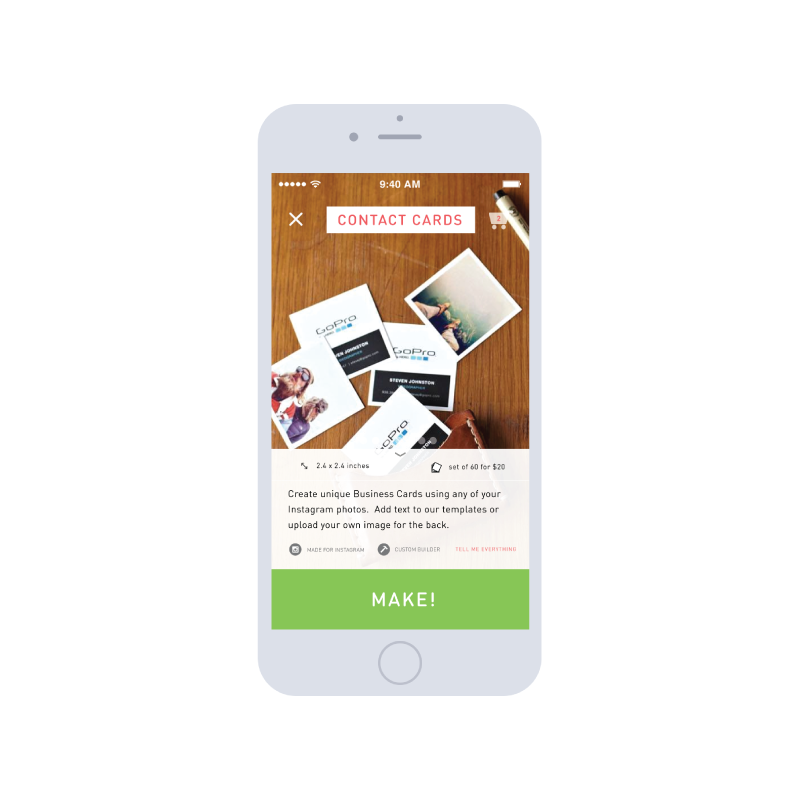 9:40 AM
CONTACT CARDS
2
GoPro
GoPro
STEVEN JOHNSTON
STEVEN JOHNSTON
GoPro
2.4 x 2.4 inches
set of 60 for $20
Create unique Business Cards using any of your
Instagram photos. Add text to our templates or
upload your own image for the back.
MADE FOR INSTAGRAM
CUSTOM BUILDER
TELL ME EVERYTHING
MAKE!